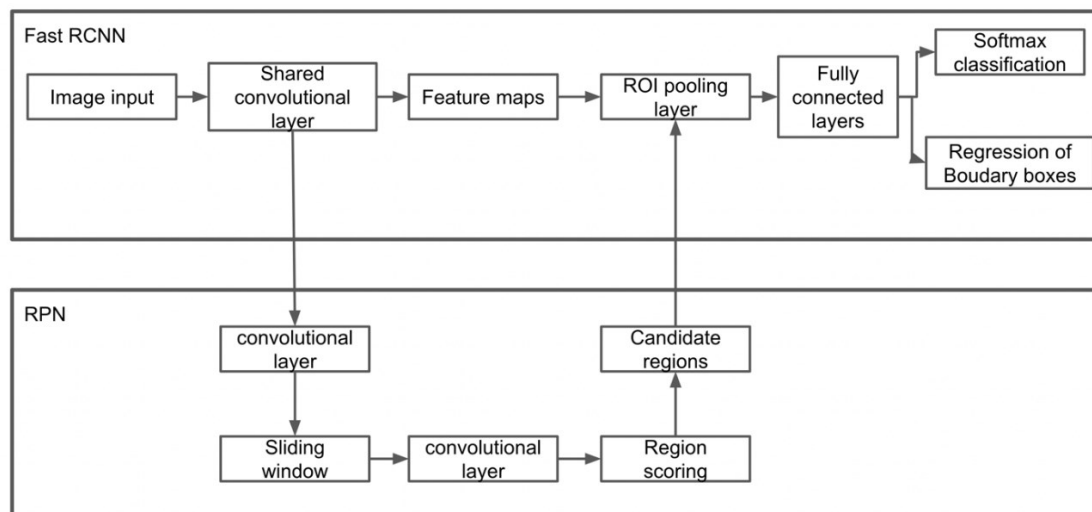 Fast RCNN
Image input
Shared
convolutional
layer
Feature maps
ROI pooling
layer
Fully
connected
layers
Softmax
classification
Regression of
Boudary boxes
RPN
convolutional
layer
Sliding
window
convolutional
layer
Region
scoring
Candidate
regions